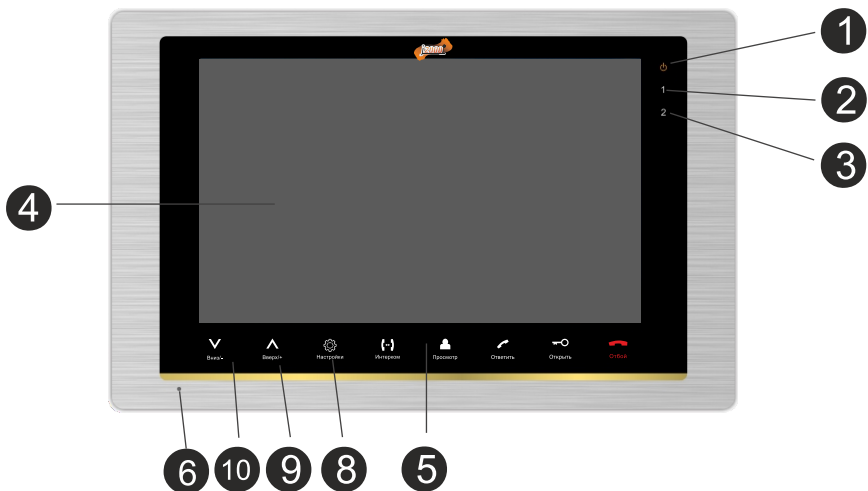 1
1
2
2
3
4
Вниз/-
Вверх/+
Настройки
Интерком
Просмотр
Ответить
Открыть
Отбой
6
10
9
8
5